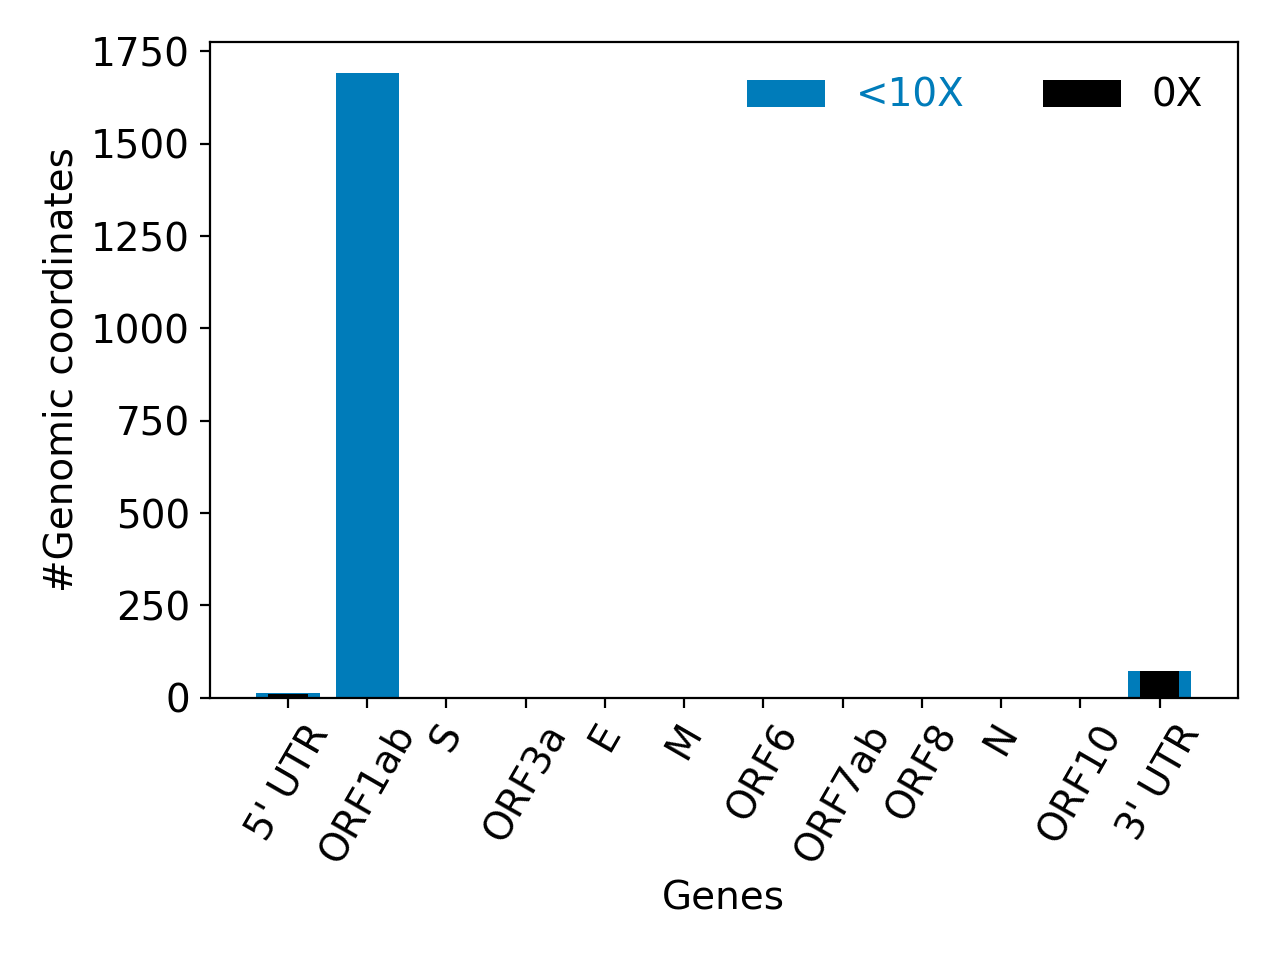 <10X 0X
#Genomic coordinates
1750
1500
1250
1000
750
500
250
0
5' UTR
ORF1ab
S
ORF3a
E
M
ORF6
ORF7ab
ORF8
N
ORF10
3' UTR
Genes